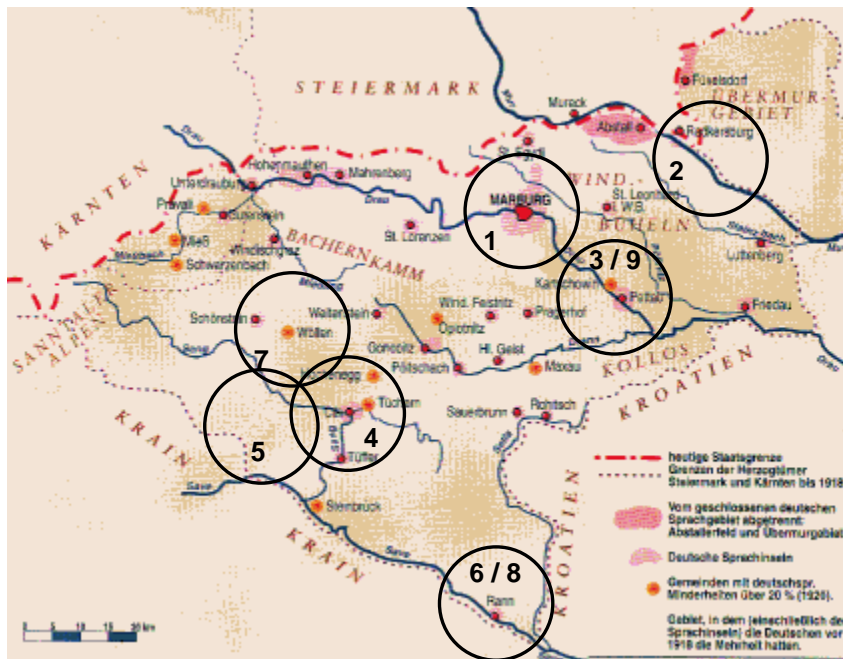 STEIERMARK
Mur
Mureck
Füselsdorf
ÜBERMUR-
GEBIET
Drau
Abstall
Radkersburg
St. Egydi
2
Hohenmauthen
Mahrenberg
WIND.
Unterdrauburg
Drau
MARBURG
St. Leonhard
I. W.B.
KÄRNTEN
Prävali
Gutenstein
BÜHELN
St. Lorenzen
1
Mieß
Windischgraz
BACHERNKAMM
Luttenberg
Schwarzenbach
3 / 9
Kartschowin
Pettau
SANNTALER
ALPEN
Schönstein
Weitenstein
Wind. Feistritz
Pragerhof
Friedau
Wöllan
Oplotnitz
Gonobitz
Drau
7
Pöltschach
Hl. Geist
Maxau
KOLLOS
KROATIEN
Tüchern
Sauerbrunn
Rohitsch
KRAIN
5
4
Tüffer
Save
Steinbrück
KRAIN
Save
KROATIEN
6 / 8
Rann
heutige Staatsgrenze
Grenzen der Herzogtümer
Steiermark und Kärnten bis 1918
Vom geschlossenen deutschen
Sprachgebiet abgetrennt:
Abstallerfeld und Übermurgebiet
Deutsche Sprachinseln
Gemeinden mit deutschspr.
Minderheiten über 20 % (1920).
Gebiet, in dem (einschließlich der
Sprachinseln) die Deutschen vor
1918 die Mehrheit hatten.
0 5 10 15 20 km